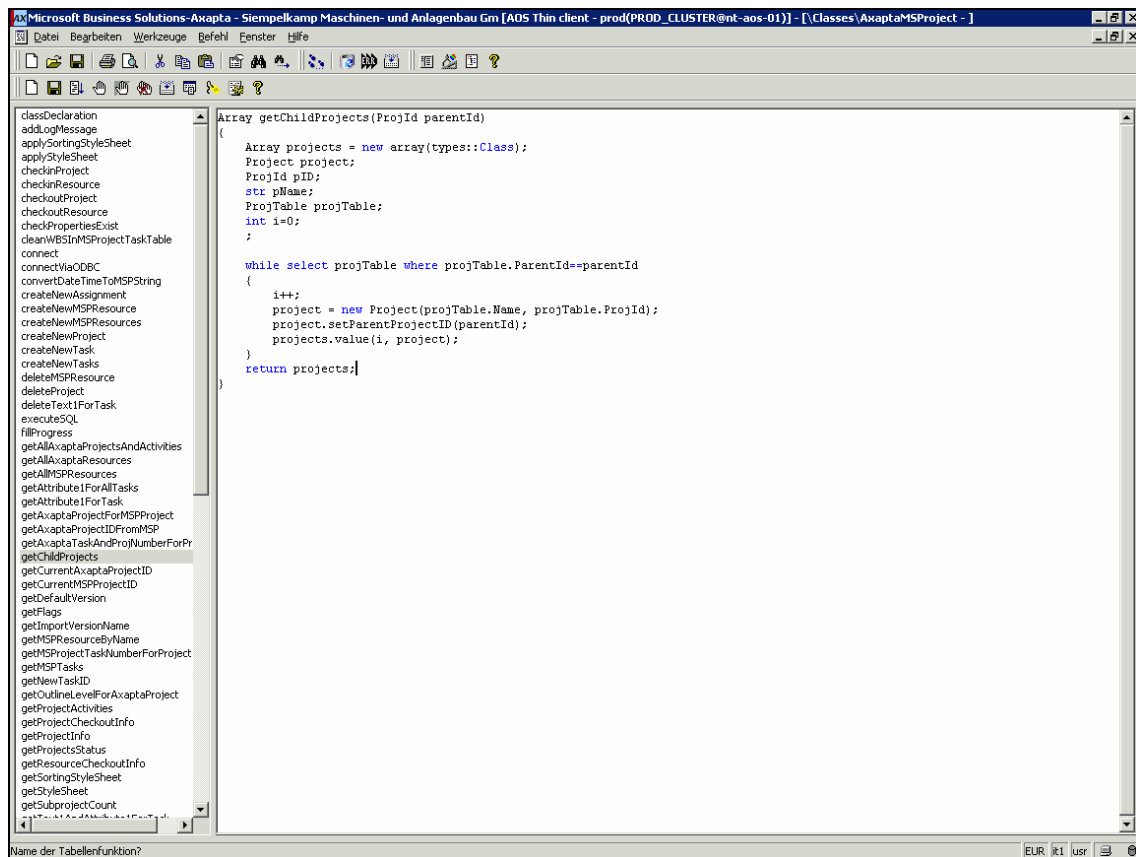 Microsoft Business Solutions-Axapta - Siempelkamp Maschinen- und Anlagenbau Gm [AOS Thin client - prod(PROD_CLUSTER@nt-aos-01)] - [\Classes\AxaptaMSProject - ]
Datei Bearbeiten Werkzeuge Befehl Fenster Hilfe
classDeclaration
addLogMessage
applySortingStyleSheet
applyStyleSheet
checkinProject
checkinResource
checkoutProject
checkoutResource
checkPropertiesExist
cleanWBSInMSProjectTaskTable
connect
connectViaODBC
convertDateTimeToMSPString
createNewAssignment
createNewMSPResource
createNewMSPResources
createNewProject
createNewTask
createNewTasks
deleteMSPResource
deleteProject
deleteText1ForTask
executeSQL
fillProgress
getAllAxaptaProjectsAndActivities
getAllAxaptaResources
getAllMSPResources
getAttribute1ForAllTasks
getAttribute1ForTask
getAxaptaProjectForMSPProject
getAxaptaProjectIDFromMSP
getAxaptaTaskAndProjNumberForPr
getChildProjects
getCurrentAxaptaProjectID
getCurrentMSPProjectID
getDefaultVersion
getFlags
getImportVersionName
getMSPResourceByName
getMSProjectTaskNumberForProject
getMSPTasks
getNewTaskID
getOutlineLevelForAxaptaProject
getProjectActivities
getProjectCheckoutInfo
getProjectInfo
getProjectsStatus
getResourceCheckoutInfo
getSortingStyleSheet
getStyleSheet
getSubprojectCount
getText1AndAttribute1ForTask
Array getChildProjects(ProjId parentId)
{
    Array projects = new array(types::Class);
    Project project;
    ProjId pID;
    str pName;
    ProjTable projTable;
    int i=0;
    ;
    while select projTable where projTable.ParentId==parentId
    {
        i++;
        project = new Project(projTable.Name, projTable.ProjId);
        project.setParentProjectID(parentId);
        projects.value(i, project);
    }
    return projects;
}
Name der Tabellenfunktion?
EUR it1 usr